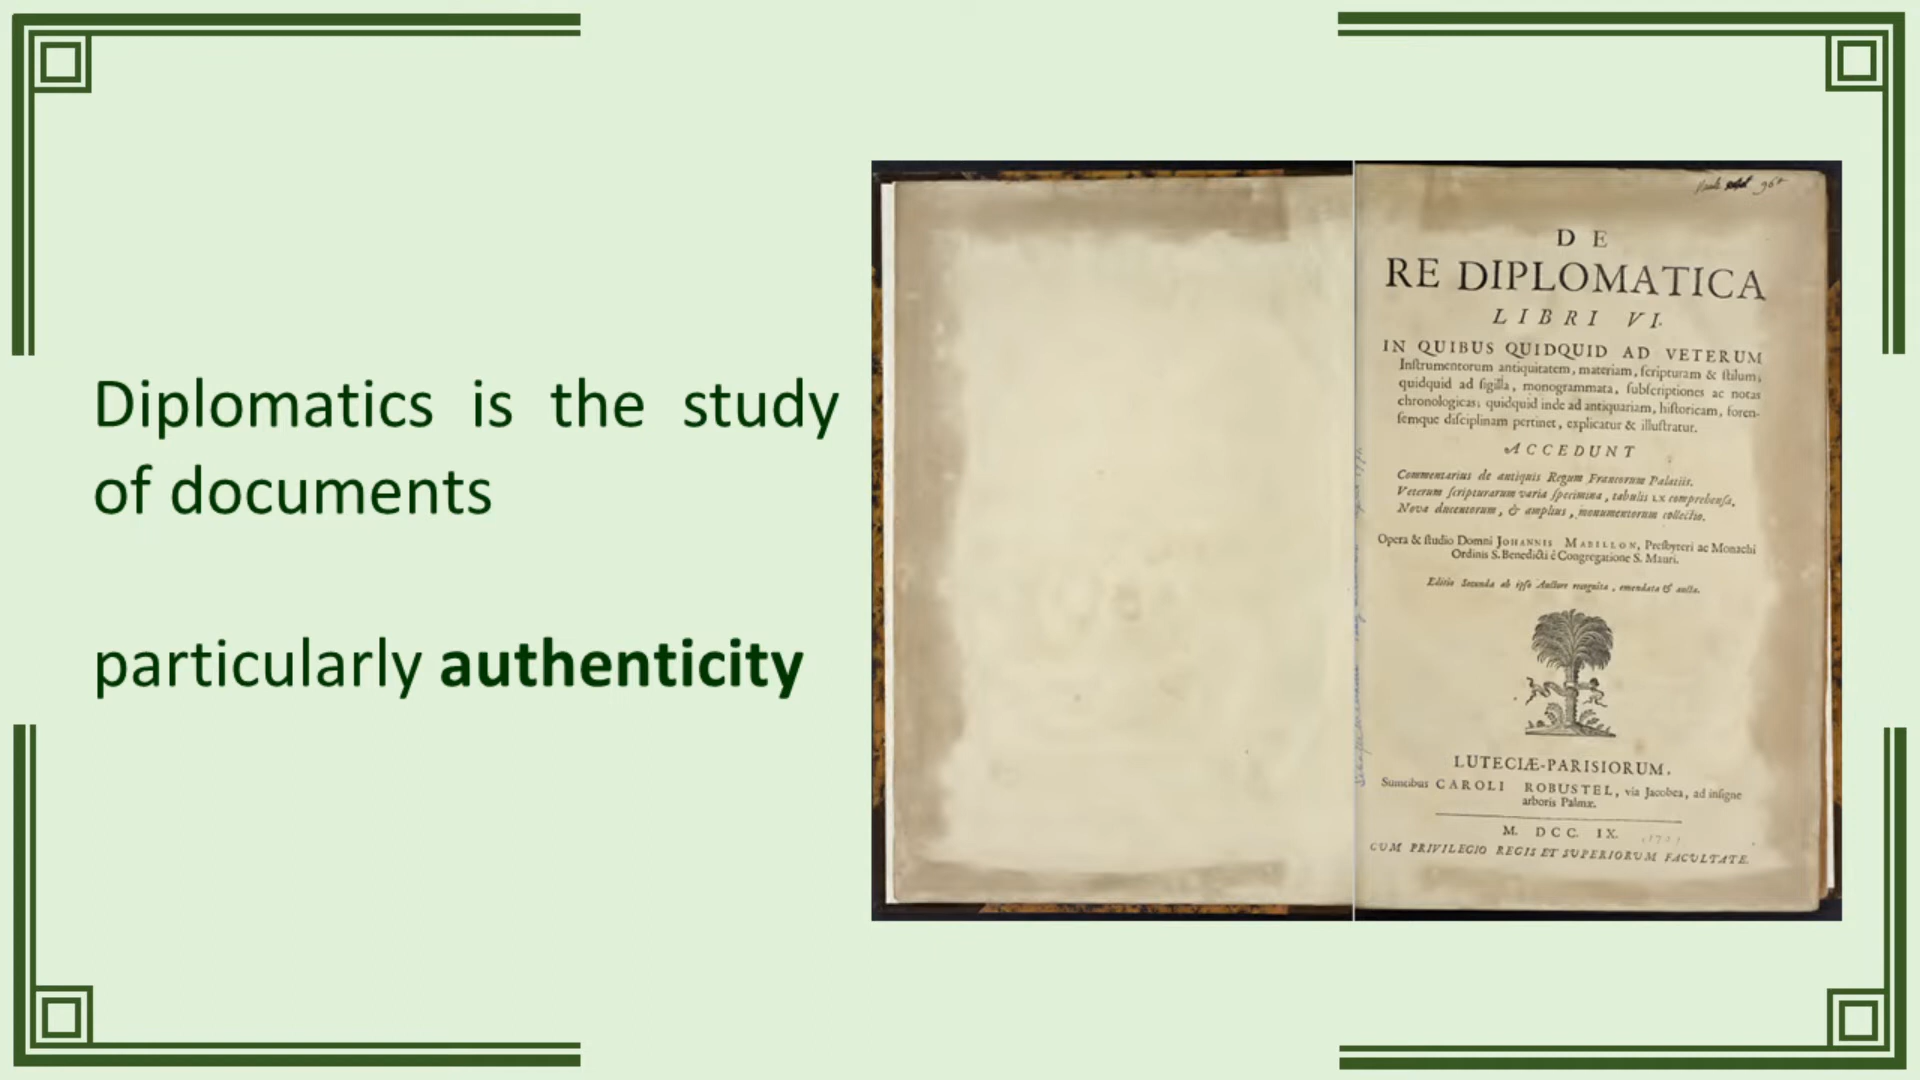 Diplomatics is the study
of documents
particularly authenticity
DE
RE DIPLOMATICA
LIBRI VI.
IN QUIBUS QUIDQUID AD VETERUM
Inſtrumentorum antiquitatem, materiam, ſcripturam & ſtilum;
quidquid ad ſigilla, monogrammata, ſubſcriptiones ac notas
chronologicas; quidquid inde ad antiquariam, hiſtoricam, foren-
ſemque diſciplinam pertinet, explicatur & illuſtratur.
ACCEDUNT
Commentarius de antiquis Regum Francorum Palatiis.
Veterum ſcripturarum varia ſpecimina, tabulis LX comprehenſa.
Nova ducentorum, & amplius, monumentorum collectio.
Opera & ſtudio Domni JOHANNIS MABILLON, Preſbyteri ac Monachi
Ordinis S. Benedicti è Congregatione S. Mauri.
Editio Secunda ab ipſo Auctore recognita, emendata & aucta.
LUTECIÆ-PARISIORUM,
Sumtibus CAROLI ROBUSTEL, via Jacobea, ad inſigne
arboris Palmæ.
M. DCC. IX.
CUM PRIVILEGIO REGIS ET SUPERIORUM FACULTATE.